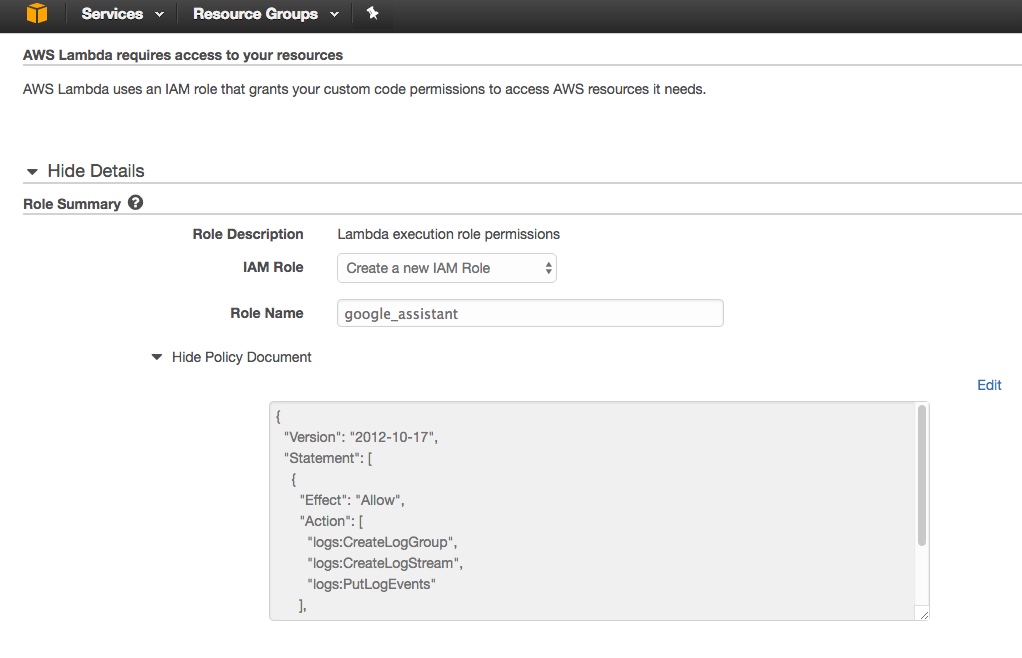 Services Resource Groups
AWS Lambda requires access to your resources
AWS Lambda uses an IAM role that grants your custom code permissions to access AWS resources it needs.
Hide Details
Role Summary ?
Role Description Lambda execution role permissions
IAM Role Create a new IAM Role
Role Name google_assistant
Hide Policy Document
Edit
{
"Version": "2012-10-17",
"Statement": [
{
"Effect": "Allow",
"Action": [
"logs:CreateLogGroup",
"logs:CreateLogStream",
"logs:PutLogEvents"
],